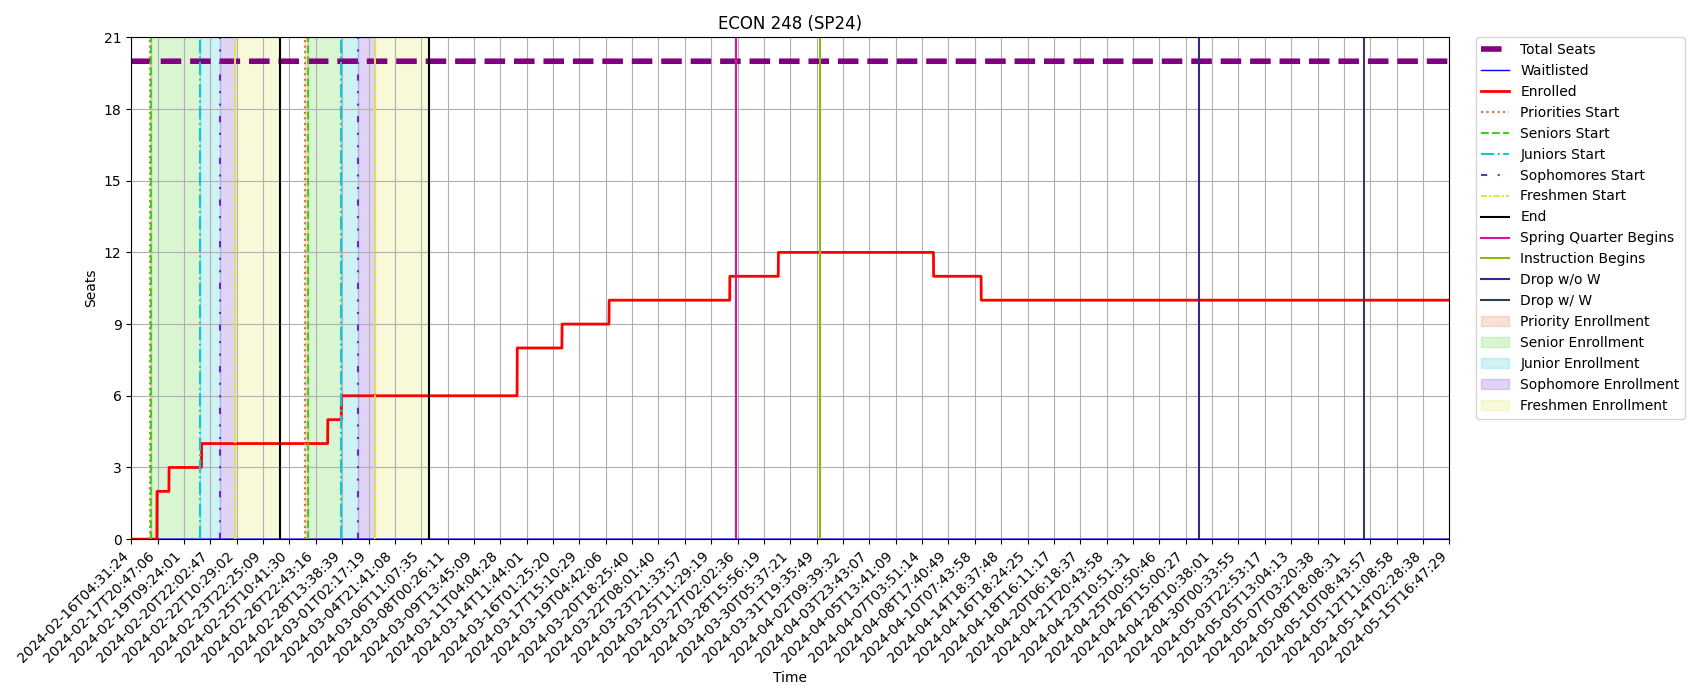 ECON 248 (SP24)
21
18
15
12
9
6
3
0
Seats
2024-02-16T04:31:24
2024-02-17T20:47:06
2024-02-19T09:24:01
2024-02-20T22:02:47
2024-02-22T10:29:02
2024-02-23T22:25:09
2024-02-25T10:41:30
2024-02-26T22:43:16
2024-02-28T13:38:39
2024-03-01T02:17:19
2024-03-04T21:41:08
2024-03-06T11:07:35
2024-03-08T00:26:11
2024-03-09T13:45:09
2024-03-11T04:04:28
2024-03-14T11:44:01
2024-03-16T01:25:20
2024-03-17T15:10:29
2024-03-19T04:42:06
2024-03-20T18:25:40
2024-03-22T08:01:40
2024-03-23T21:33:57
2024-03-25T11:29:19
2024-03-27T02:02:36
2024-03-28T15:56:19
2024-03-30T05:37:21
2024-03-31T19:35:49
2024-04-02T09:39:32
2024-04-03T23:43:07
2024-04-05T13:41:09
2024-04-07T03:51:14
2024-04-08T17:40:49
2024-04-10T07:43:58
2024-04-14T18:37:48
2024-04-16T18:24:25
2024-04-18T16:11:17
2024-04-20T06:18:37
2024-04-21T20:43:58
2024-04-23T10:51:31
2024-04-25T00:50:46
2024-04-26T15:00:27
2024-04-28T10:38:01
2024-04-30T00:33:55
2024-05-03T22:53:17
2024-05-05T13:04:13
2024-05-07T03:20:38
2024-05-08T18:08:31
2024-05-10T08:43:57
2024-05-12T11:08:58
2024-05-14T02:28:38
2024-05-15T16:47:29
Time
Total Seats
Waitlisted
Enrolled
Priorities Start
Seniors Start
Juniors Start
Sophomores Start
Freshmen Start
End
Spring Quarter Begins
Instruction Begins
Drop w/o W
Drop w/ W
Priority Enrollment
Senior Enrollment
Junior Enrollment
Sophomore Enrollment
Freshmen Enrollment